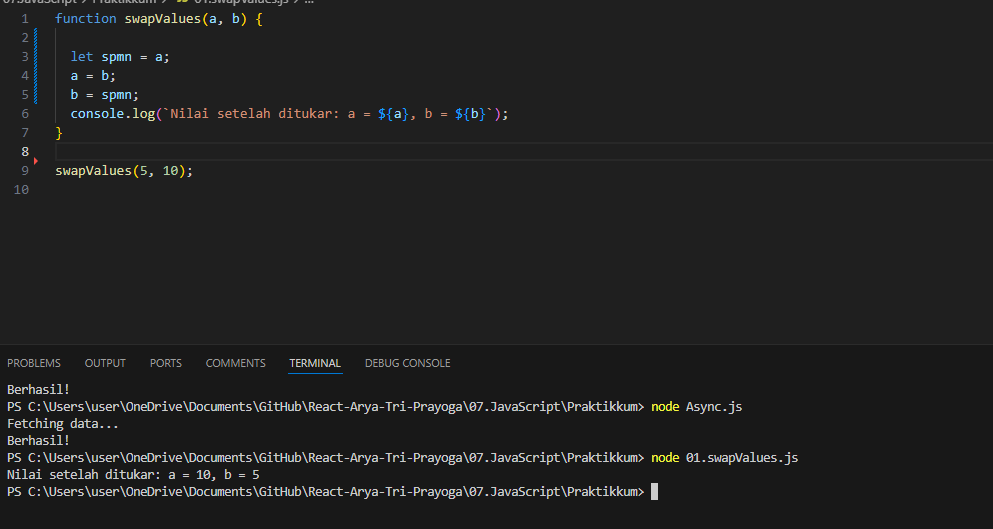 07.JavaScript > Praktikkum > JS 01.swapValues.js > ...
1 function swapValues(a, b) {
2
3 let spmn = a;
4 a = b;
5 b = spmn;
6 console.log(`Nilai setelah ditukar: a = ${a}, b = ${b}`);
7 }
8
9 swapValues(5, 10);
10
PROBLEMS OUTPUT PORTS COMMENTS TERMINAL DEBUG CONSOLE
Berhasil!
PS C:\Users\user\OneDrive\Documents\GitHub\React-Arya-Tri-Prayoga\07.JavaScript\Praktikkum> node Async.js
Fetching data...
Berhasil!
PS C:\Users\user\OneDrive\Documents\GitHub\React-Arya-Tri-Prayoga\07.JavaScript\Praktikkum> node 01.swapValues.js
Nilai setelah ditukar: a = 10, b = 5
PS C:\Users\user\OneDrive\Documents\GitHub\React-Arya-Tri-Prayoga\07.JavaScript\Praktikkum>